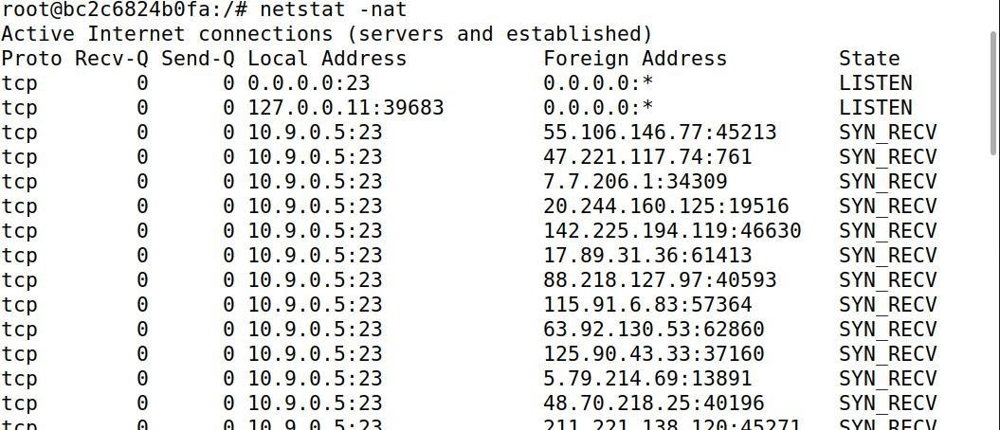 root@bc2c6824b0fa:/# netstat -nat
Active Internet connections (servers and established)
Proto Recv-Q Send-Q Local Address           Foreign Address         State
tcp        0      0 0.0.0.0:23              0.0.0.0:*               LISTEN
tcp        0      0 127.0.0.11:39683        0.0.0.0:*               LISTEN
tcp        0      0 10.9.0.5:23             55.106.146.77:45213     SYN_RECV
tcp        0      0 10.9.0.5:23             47.221.117.74:761       SYN_RECV
tcp        0      0 10.9.0.5:23             7.7.206.1:34309         SYN_RECV
tcp        0      0 10.9.0.5:23             20.244.160.125:19516    SYN_RECV
tcp        0      0 10.9.0.5:23             142.225.194.119:46630   SYN_RECV
tcp        0      0 10.9.0.5:23             17.89.31.36:61413       SYN_RECV
tcp        0      0 10.9.0.5:23             88.218.127.97:40593     SYN_RECV
tcp        0      0 10.9.0.5:23             115.91.6.83:57364       SYN_RECV
tcp        0      0 10.9.0.5:23             63.92.130.53:62860      SYN_RECV
tcp        0      0 10.9.0.5:23             125.90.43.33:37160      SYN_RECV
tcp        0      0 10.9.0.5:23             5.79.214.69:13891       SYN_RECV
tcp        0      0 10.9.0.5:23             48.70.218.25:40196      SYN_RECV
tcp        0      0 10.9.0.5:23             211.221.138.120:45271   SYN_RECV